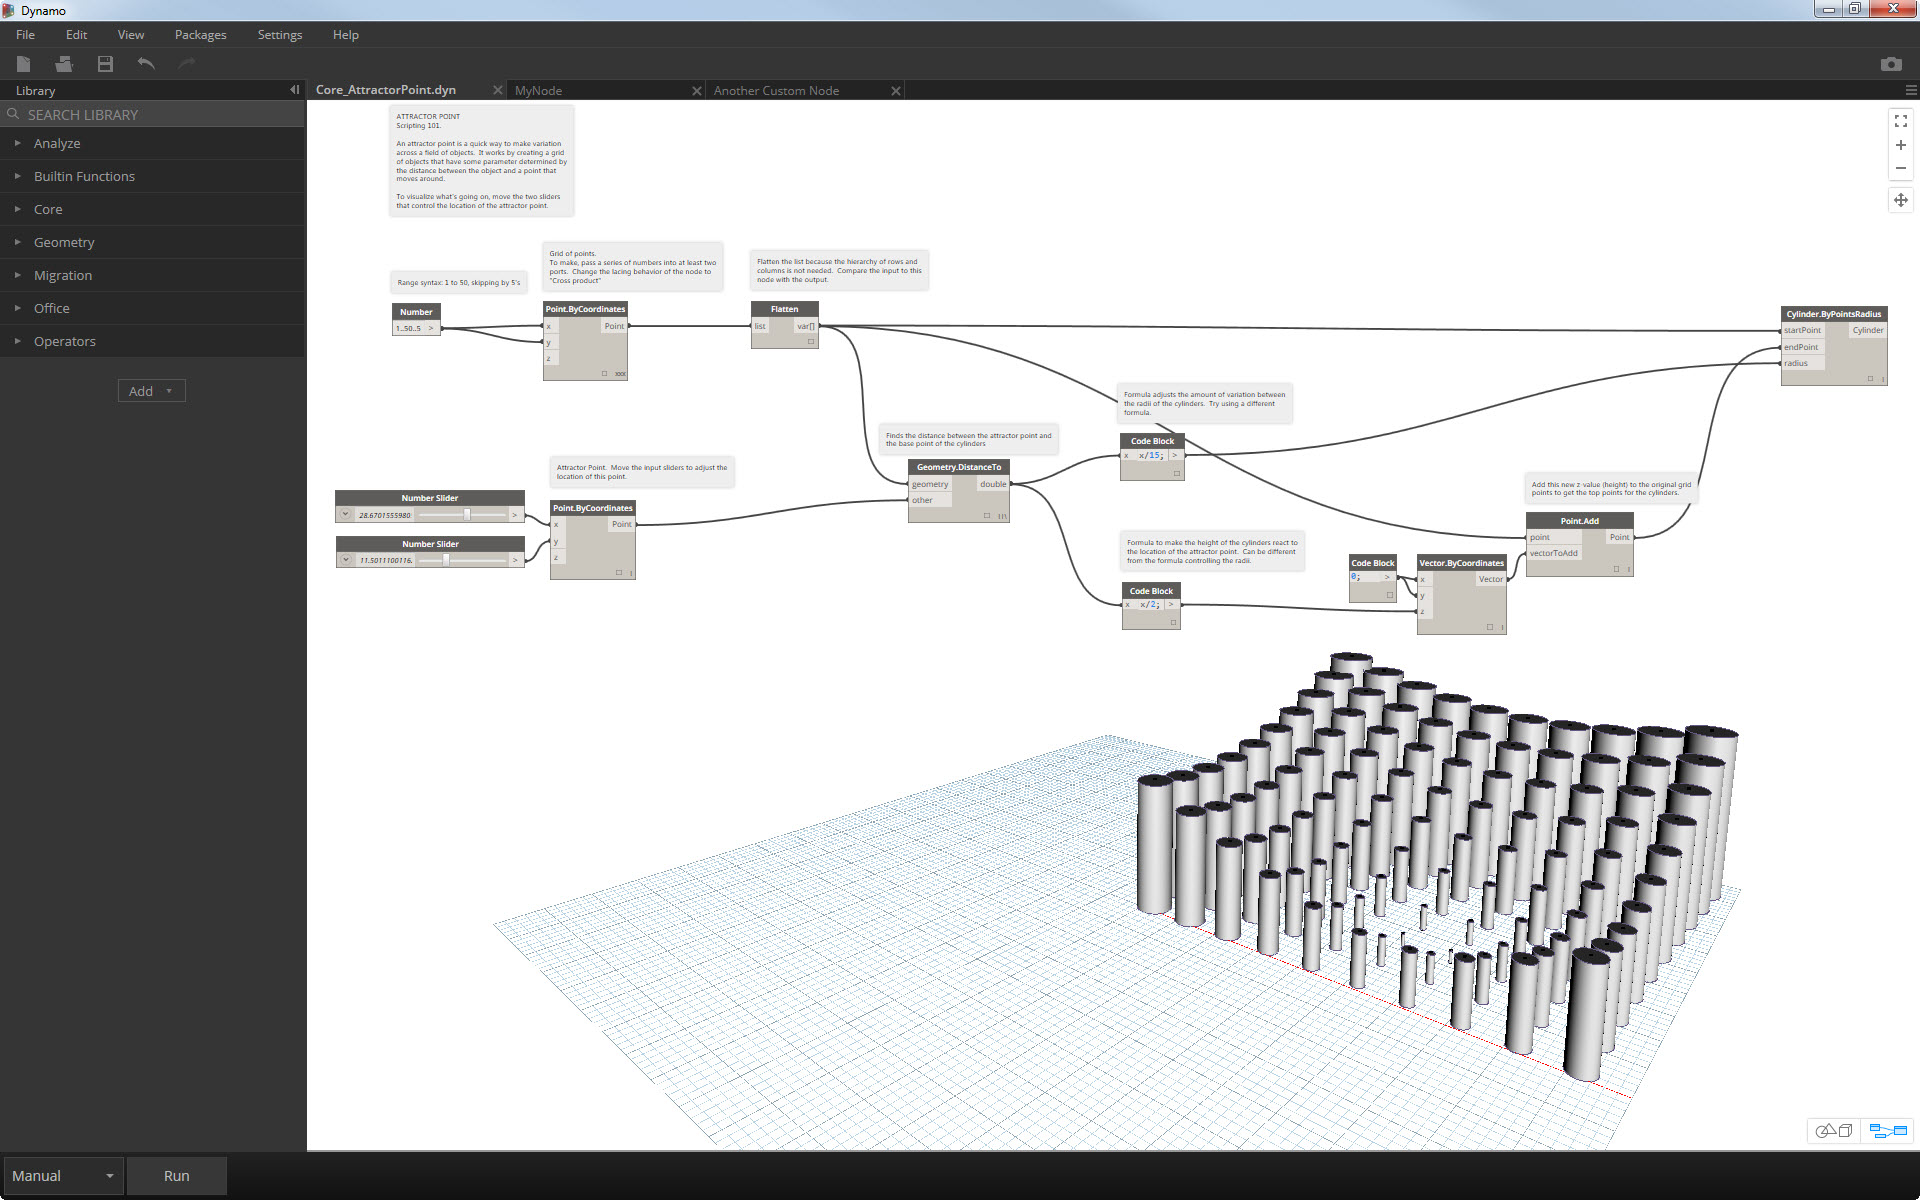 Dynamo
File Edit View Packages Settings Help
Library
Core_AttractorPoint.dyn
MyNode
Another Custom Node
SEARCH LIBRARY
Analyze
Builtin Functions
Core
Geometry
Migration
Office
Operators
Add
ATTRACTOR POINT
Scripting 101.
An attractor point is a quick way to make variation
across a field of objects. It works by creating a grid
of objects that have some parameter determined by
the distance between the object and a point that
moves around.
To visualize what's going on, move the two sliders
that control the location of the attractor point.
Range syntax: 1 to 50, skipping by 5's
Number
1..50..5 >
Grid of points.
To make, pass a series of numbers into at least two
ports. Change the lacing behavior of the node to
"Cross product"
Point.ByCoordinates
x Point
y
z
xxx
Flatten the list because the hierarchy of rows and
columns is not needed. Compare the input to this
node with the output.
Flatten
list var[]
Cylinder.ByPointsRadius
startPoint Cylinder
endPoint
radius
Formula adjusts the amount of variation between
the radii of the cylinders. Try using a different
formula.
Code Block
x x/15; >
Finds the distance between the attractor point and
the base point of the cylinders
Geometry.DistanceTo
geometry double
other
Attractor Point. Move the input sliders to adjust the
location of this point.
Number Slider
28.6701555980 >
Number Slider
11.5011100116 >
Point.ByCoordinates
x Point
y
z
Add this new z-value (height) to the original grid
points to get the top points for the cylinders.
Point.Add
point Point
vectorToAdd
Formula to make the height of the cylinders react to
the location of the attractor point. Can be different
from the formula controlling the radii.
Code Block
x x/2; >
Code Block
0; >
Vector.ByCoordinates
x Vector
y
z
Manual
Run